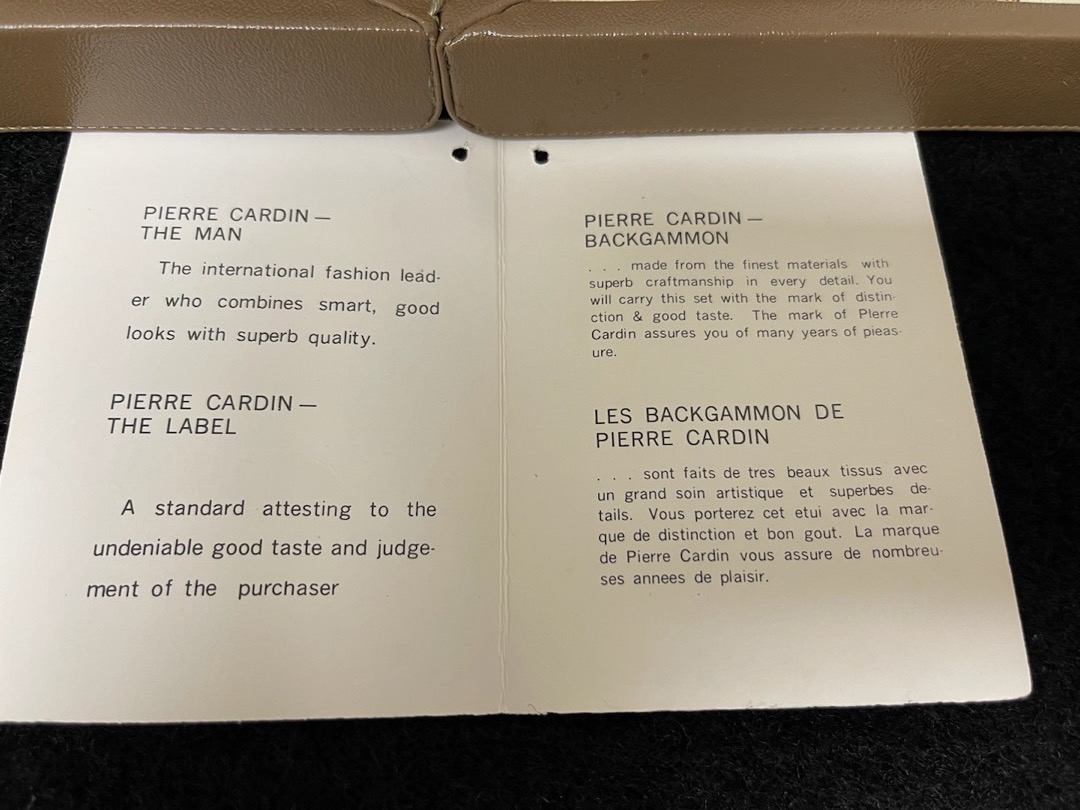 PIERRE CARDIN —
THE MAN
The international fashion lead-
er who combines smart, good
looks with superb quality.
PIERRE CARDIN —
THE LABEL
A standard attesting to the
undeniable good taste and judge-
ment of the purchaser
PIERRE CARDIN —
BACKGAMMON
. . . made from the finest materials with
superb craftmanship in every detail. You
will carry this set with the mark of distin-
ction & good taste. The mark of PIerre
Cardin assures you of many years of pieas-
ure.
LES BACKGAMMON DE
PIERRE CARDIN
. . . sont faits de tres beaux tissus avec
un grand soin artistique et superbes de-
tails. Vous porterez cet etui avec la mar-
que de distinction et bon gout. La marque
de Pierre Cardin vous assure de nombreu-
ses annees de plaisir.